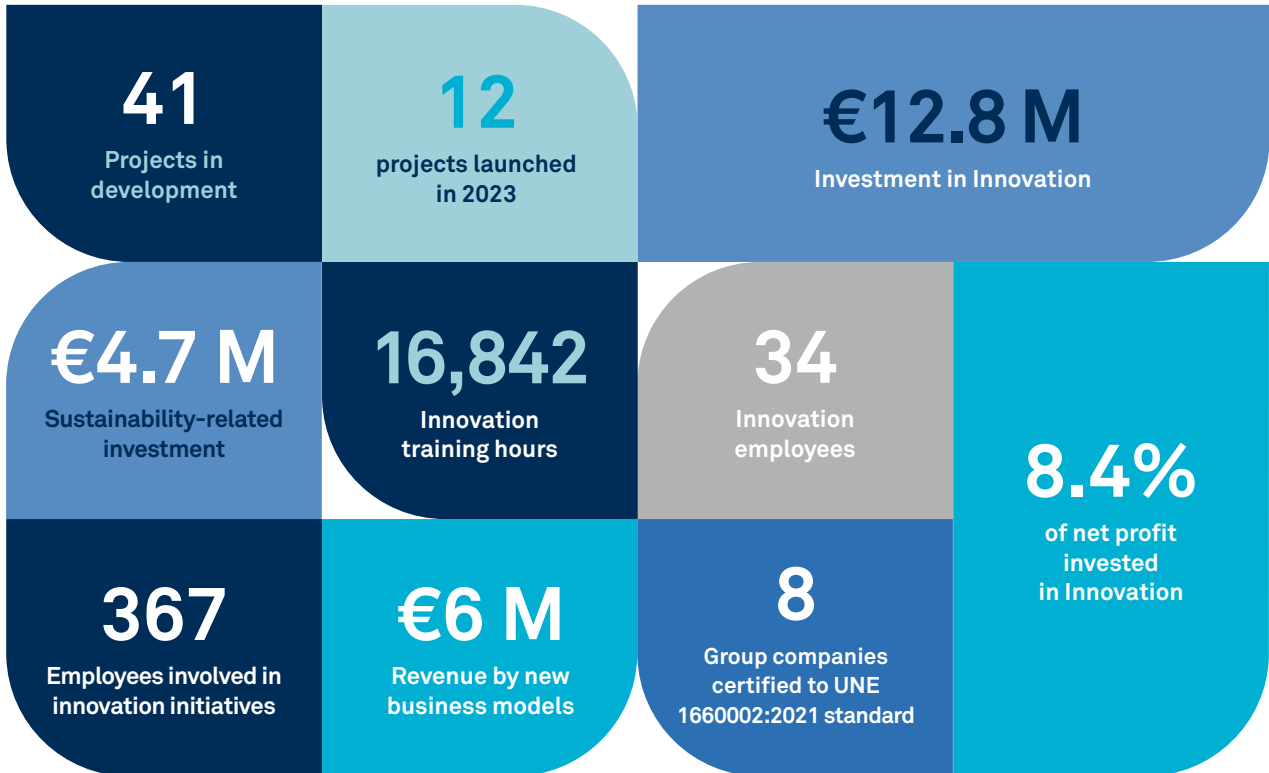 41
Projects in
development
12
projects launched
in 2023
€12.8 M
Investment in Innovation
€4.7 M
Sustainability-related
investment
16,842
Innovation
training hours
34
Innovation
employees
8.4%
of net profit
invested
in Innovation
367
Employees involved in
innovation initiatives
€6 M
Revenue by new
business models
8
Group companies
certified to UNE
1660002:2021 standard